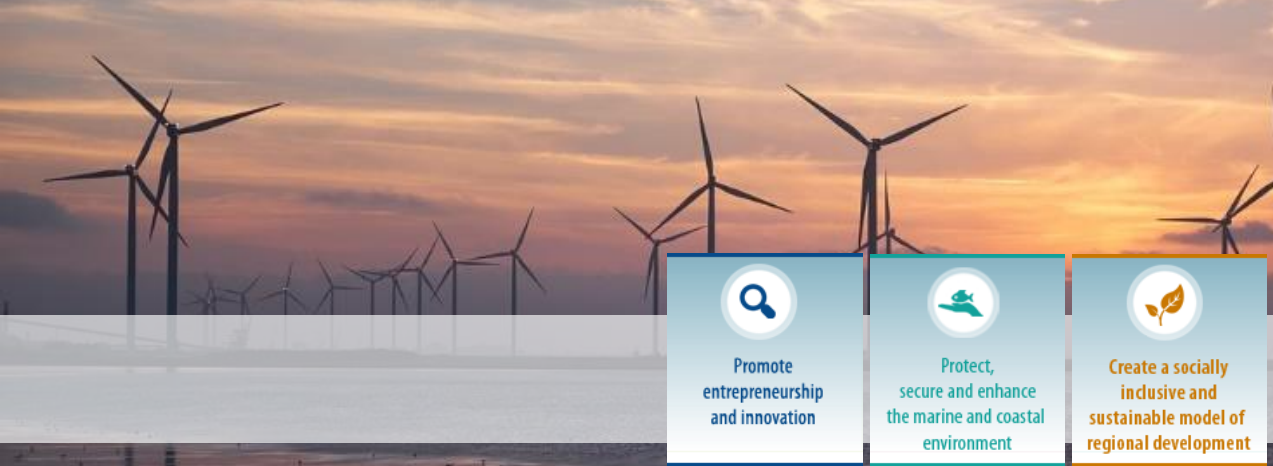 Promote
entrepreneurship
and innovation
Protect,
secure and enhance
the marine and coastal
environment
Create a socially
inclusive and
sustainable model of
regional development